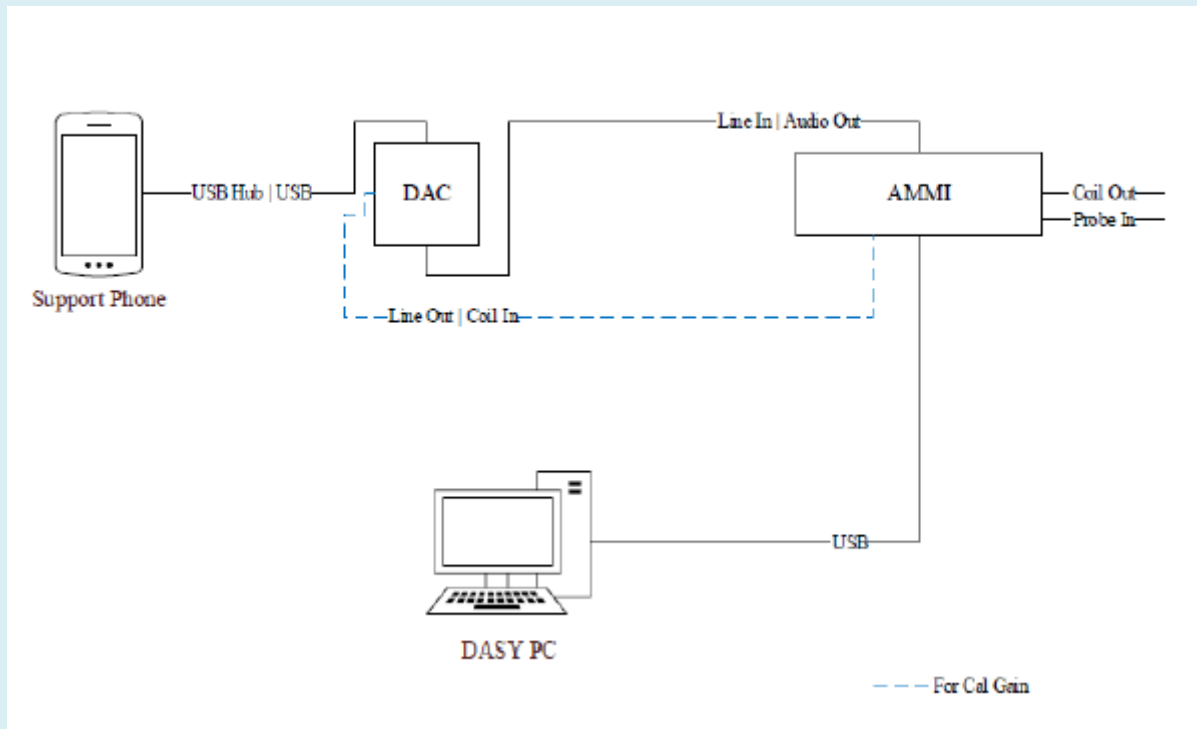 Line In | Audio Out
USB Hub | USB
DAC
AMMI
Coil Out
Probe In
Support Phone
Line Out | Coil In
USB
DASY PC
For Cal Gain